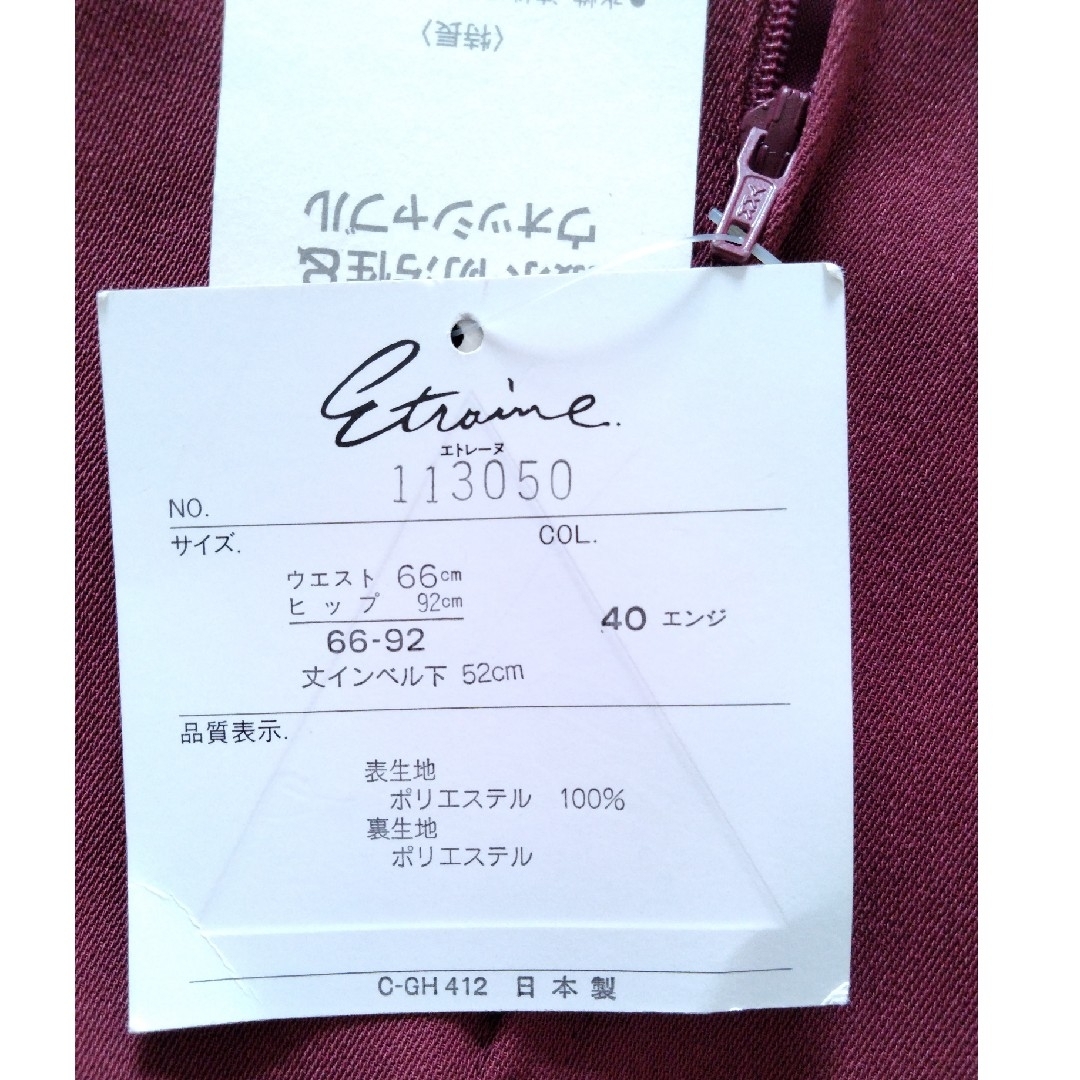 〈特長〉
ウォッシャブル
Etraine.
エトレーヌ
113050
NO.
サイズ.
COL.
ウエスト 66cm
ヒップ 92cm
66-92
40 エンジ
丈インベル下 52cm
品質表示.
表生地
ポリエステル 100%
裏生地
ポリエステル
C-GH412 日本製